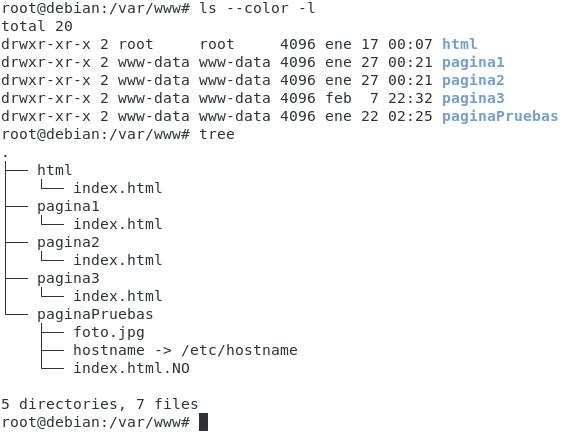 root@debian:/var/www# ls --color -l
total 20
drwxr-xr-x 2 root     root     4096 ene 17 00:07 html
drwxr-xr-x 2 www-data www-data 4096 ene 27 00:21 pagina1
drwxr-xr-x 2 www-data www-data 4096 ene 27 00:21 pagina2
drwxr-xr-x 2 www-data www-data 4096 feb  7 22:32 pagina3
drwxr-xr-x 2 www-data www-data 4096 ene 22 02:25 paginaPruebas
root@debian:/var/www# tree
.
├── html
│   └── index.html
├── pagina1
│   └── index.html
├── pagina2
│   └── index.html
├── pagina3
│   └── index.html
└── paginaPruebas
    ├── foto.jpg
    ├── hostname -> /etc/hostname
    └── index.html.NO

5 directories, 7 files
root@debian:/var/www#